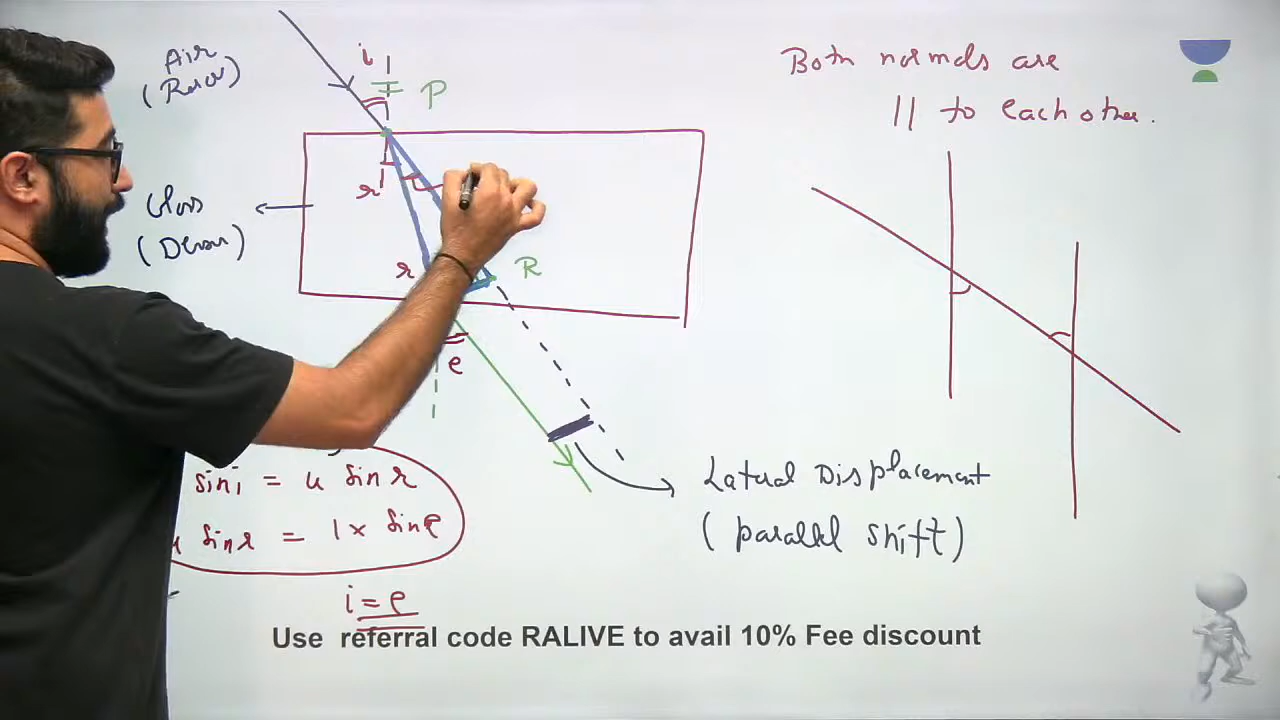 Air
(Rarer)
i
P
r
Glass
(Denser)
r
R
e
sin i = u sin r
sin r = 1 x sin e
i = e
Both normals are
|| to each other.
Lateral Displacement
(parallel shift)
Use referral code RALIVE to avail 10% Fee discount